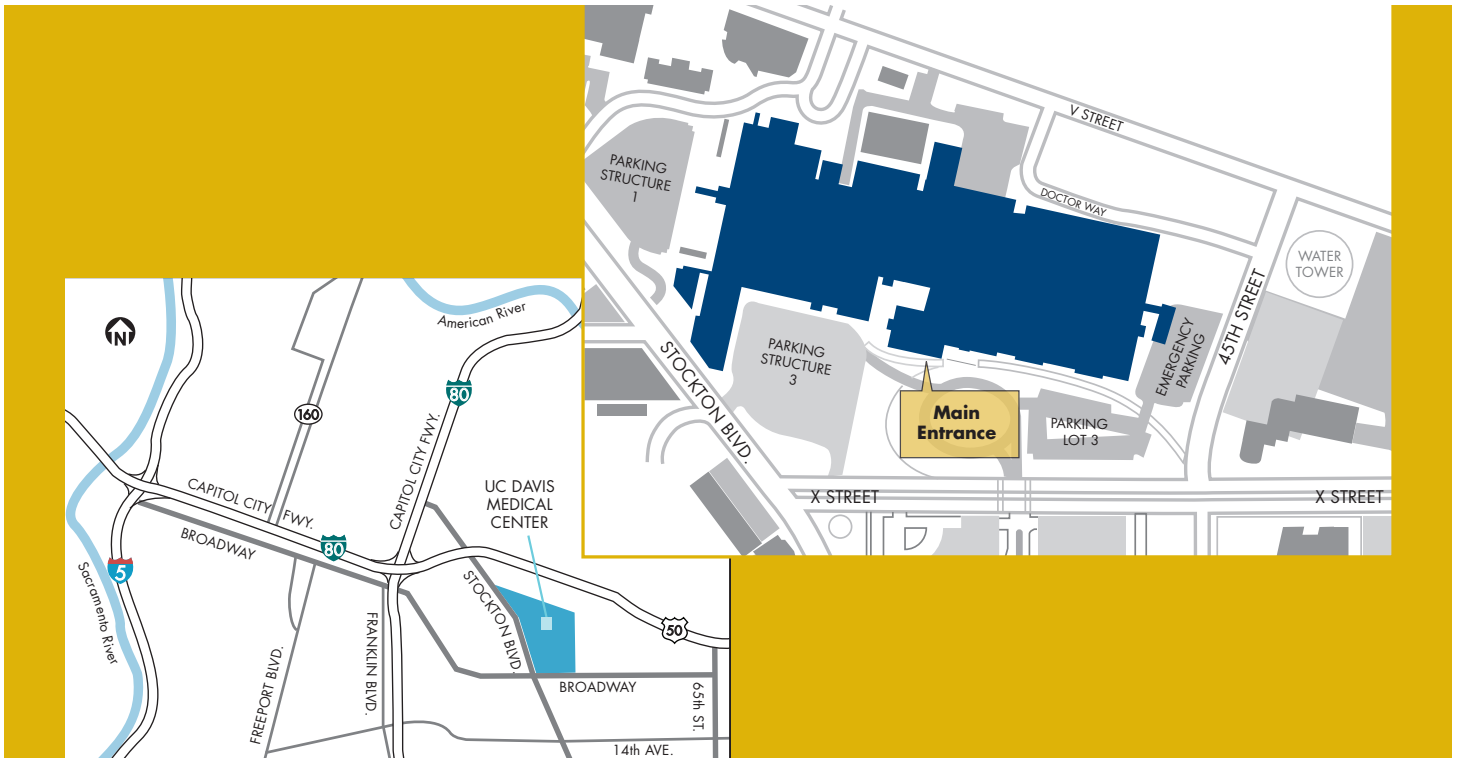 V STREET
PARKING
STRUCTURE
1
DOCTOR WAY
WATER
TOWER
45TH STREET
EMERGENCY
PARKING
STOCKTON BLVD.
PARKING
STRUCTURE
3
Main
Entrance
PARKING
LOT 3
X STREET
X STREET
N
American River
80
160
CAPITOL CITY FWY.
CAPITOL CITY FWY.
UC DAVIS
MEDICAL
CENTER
BROADWAY
80
5
Sacramento River
STOCKTON BLVD.
50
FRANKLIN BLVD.
FREEPORT BLVD.
BROADWAY
65th ST.
14th AVE.